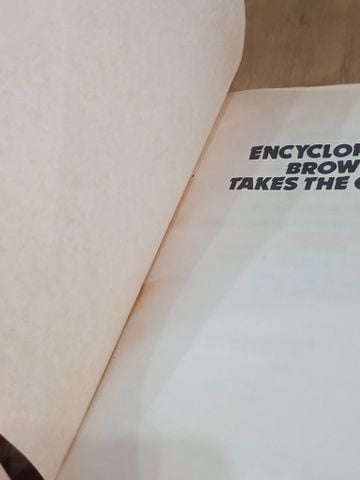 ENCYCLOP
BROW
TAKES THE C